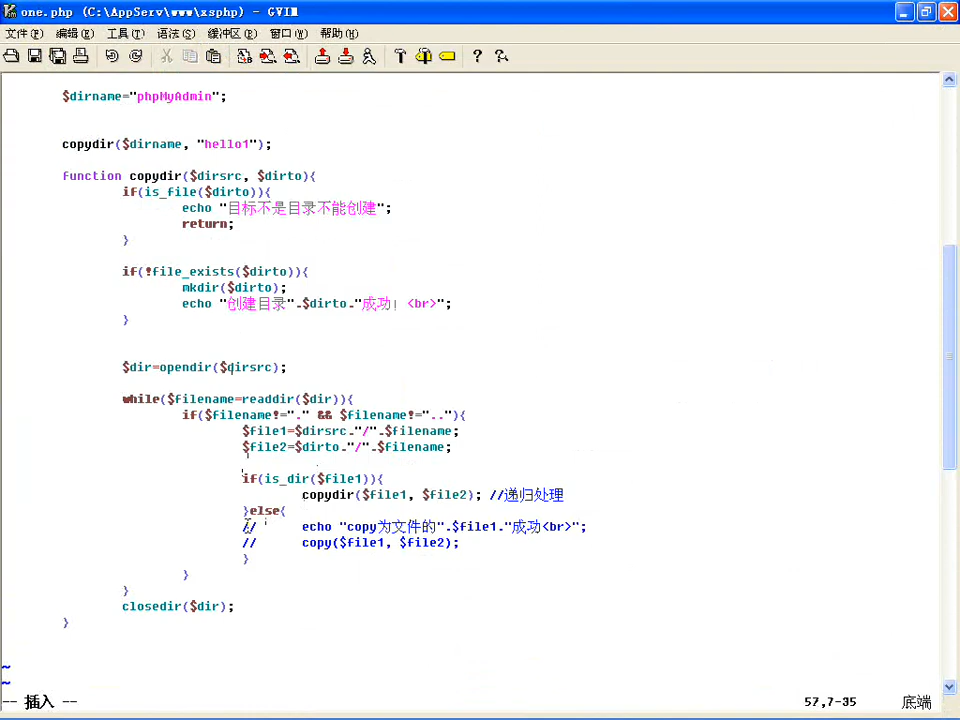 one.php (C:\AppServ\www\xsphp) - GVIM
文件(F) 编辑(E) 工具(T) 语法(S) 缓冲区(B) 窗口(W) 帮助(H)
$dirname="phpMyAdmin";
copydir($dirname, "hello1");
function copydir($dirsrc, $dirto){
if(is_file($dirto)){
echo "目标不是目录不能创建";
return;
}
if(!file_exists($dirto)){
mkdir($dirto);
echo "创建目录".$dirto."成功! <br>";
}
$dir=opendir($dirsrc);
while($filename=readdir($dir)){
if($filename!="." && $filename!=".."){
$file1=$dirsrc."/".$filename;
$file2=$dirto."/".$filename;
if(is_dir($file1)){
copydir($file1, $file2); //递归处理
}else{
// echo "copy为文件的".$file1."成功<br>";
// copy($file1, $file2);
}
}
}
closedir($dir);
}
~
~
-- 插入 -- 57,7-35 底端